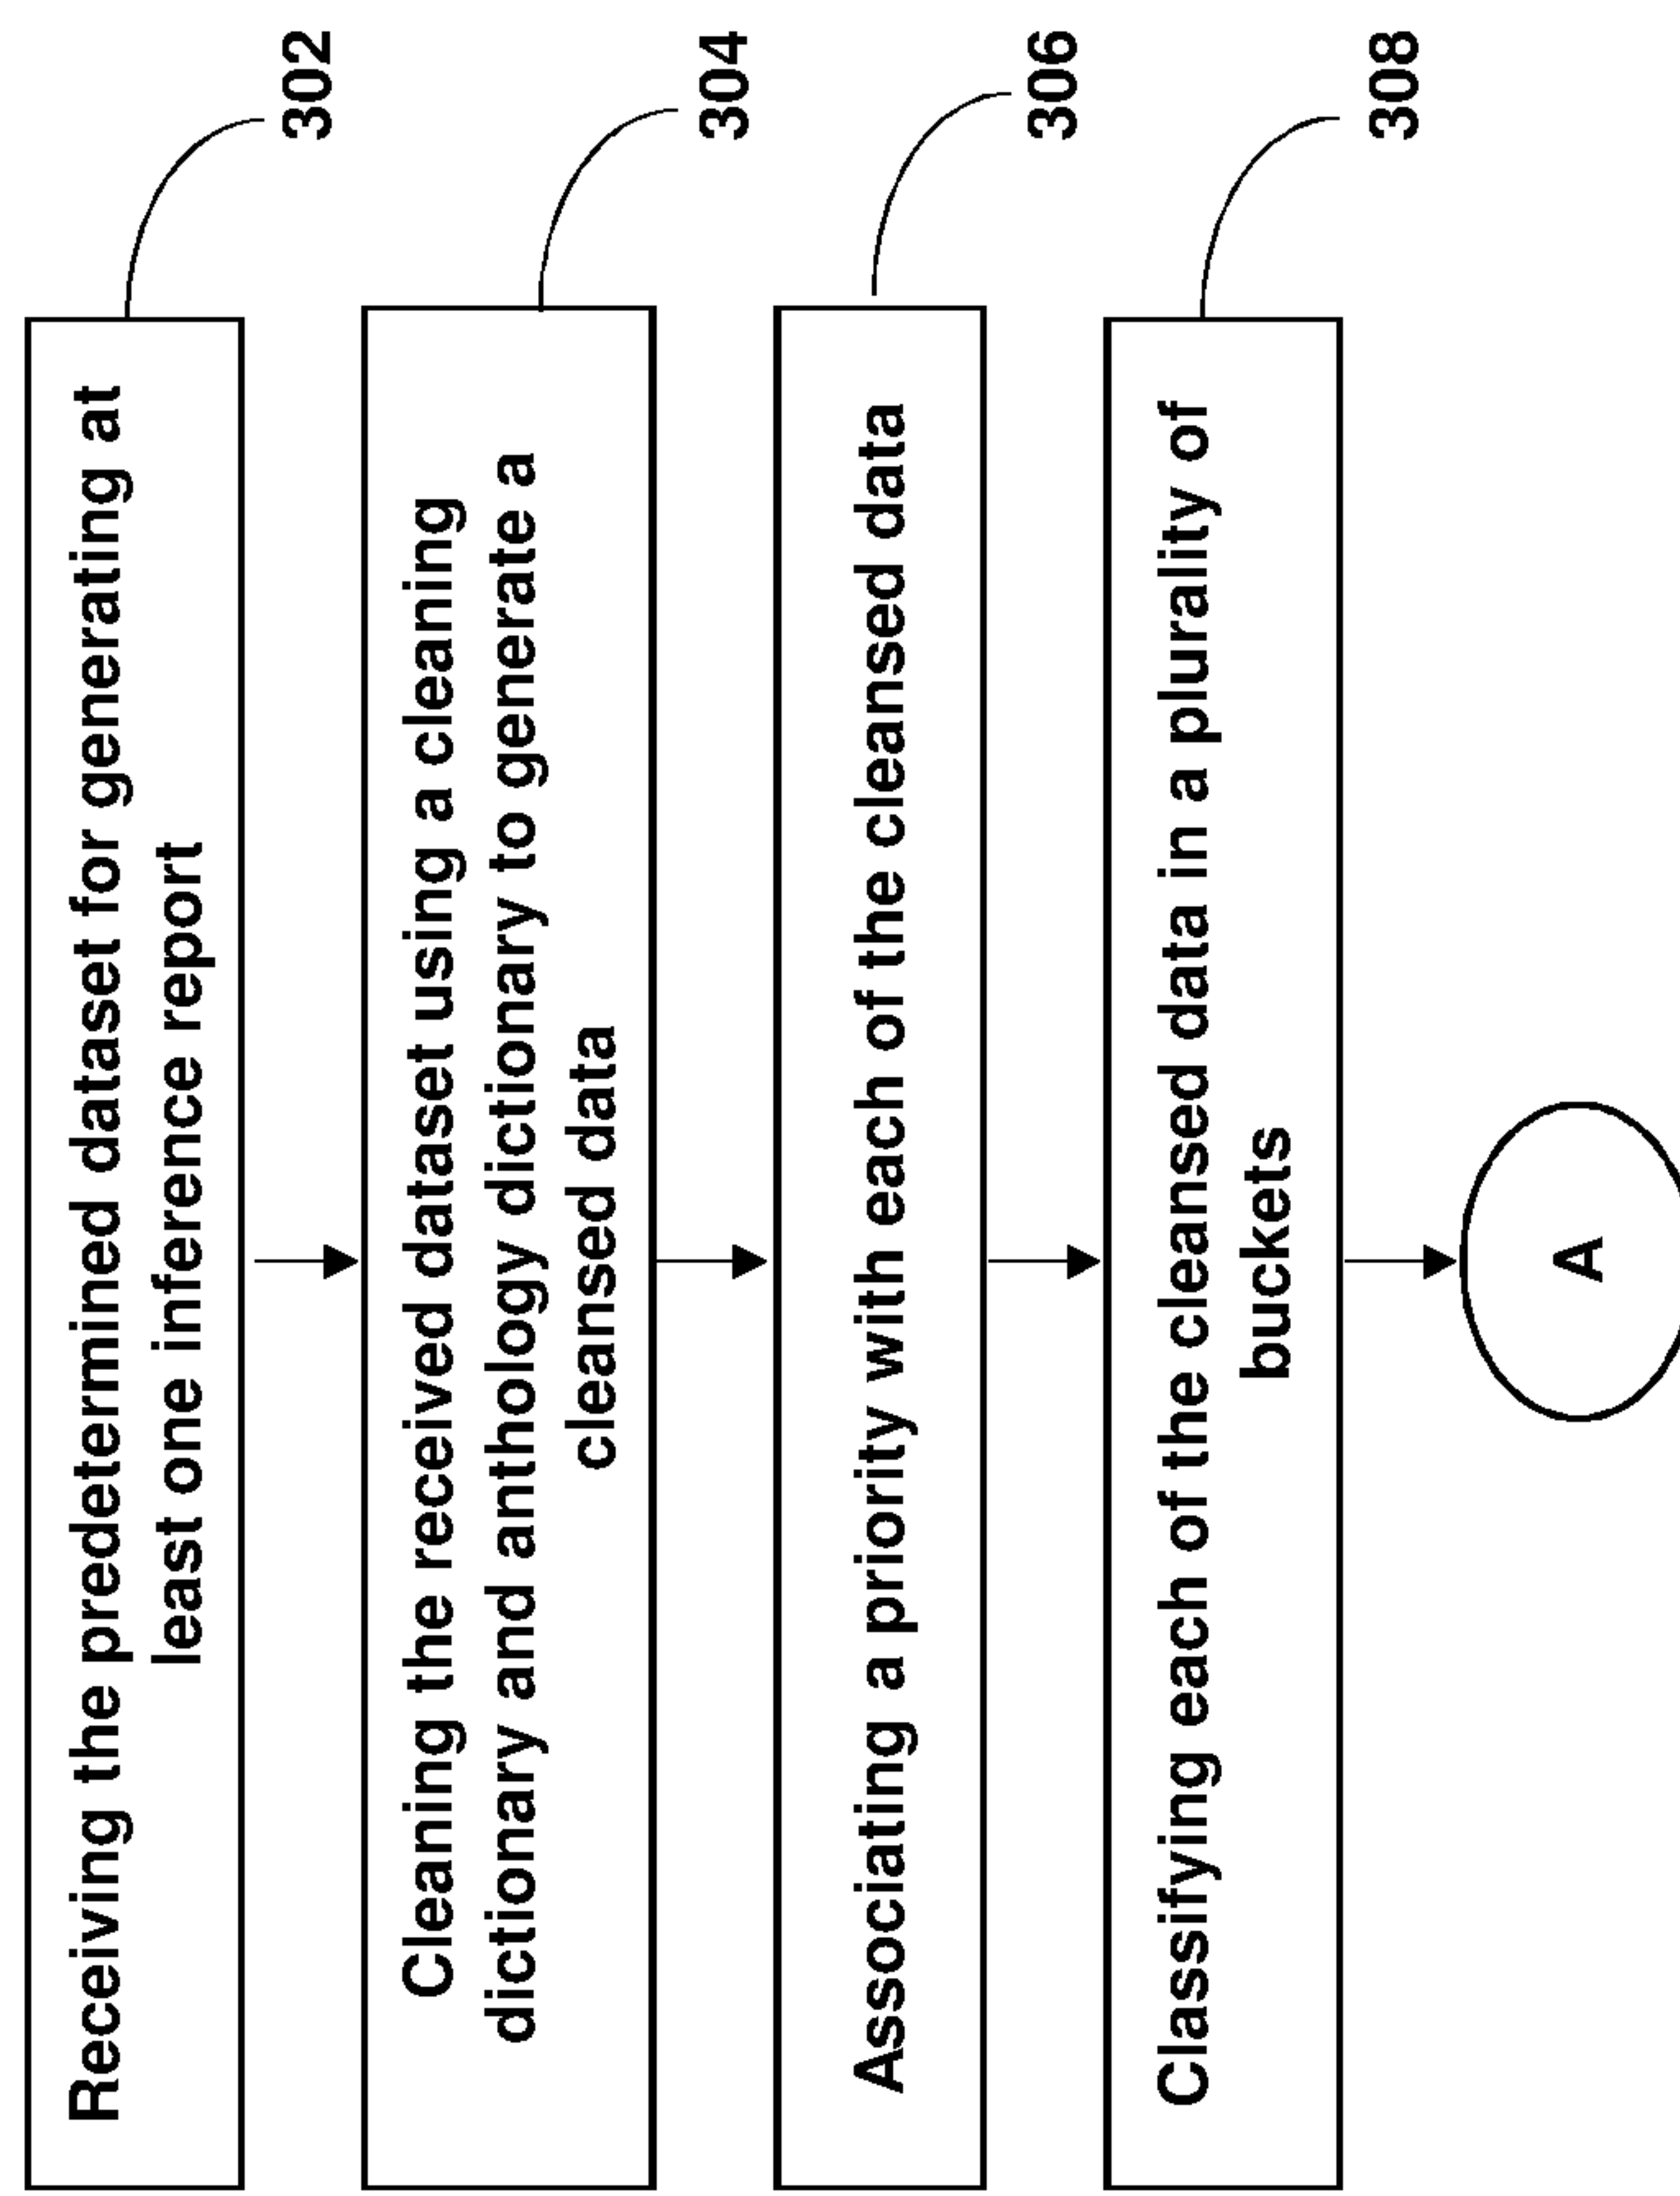 Receiving the predetermined dataset for generating at
least one inference report
302
Cleaning the received dataset using a cleaning
dictionary and anthology dictionary to generate a
cleansed data
304
Associating a priority with each of the cleansed data
306
Classifying each of the cleansed data in a plurality of
buckets
308
A